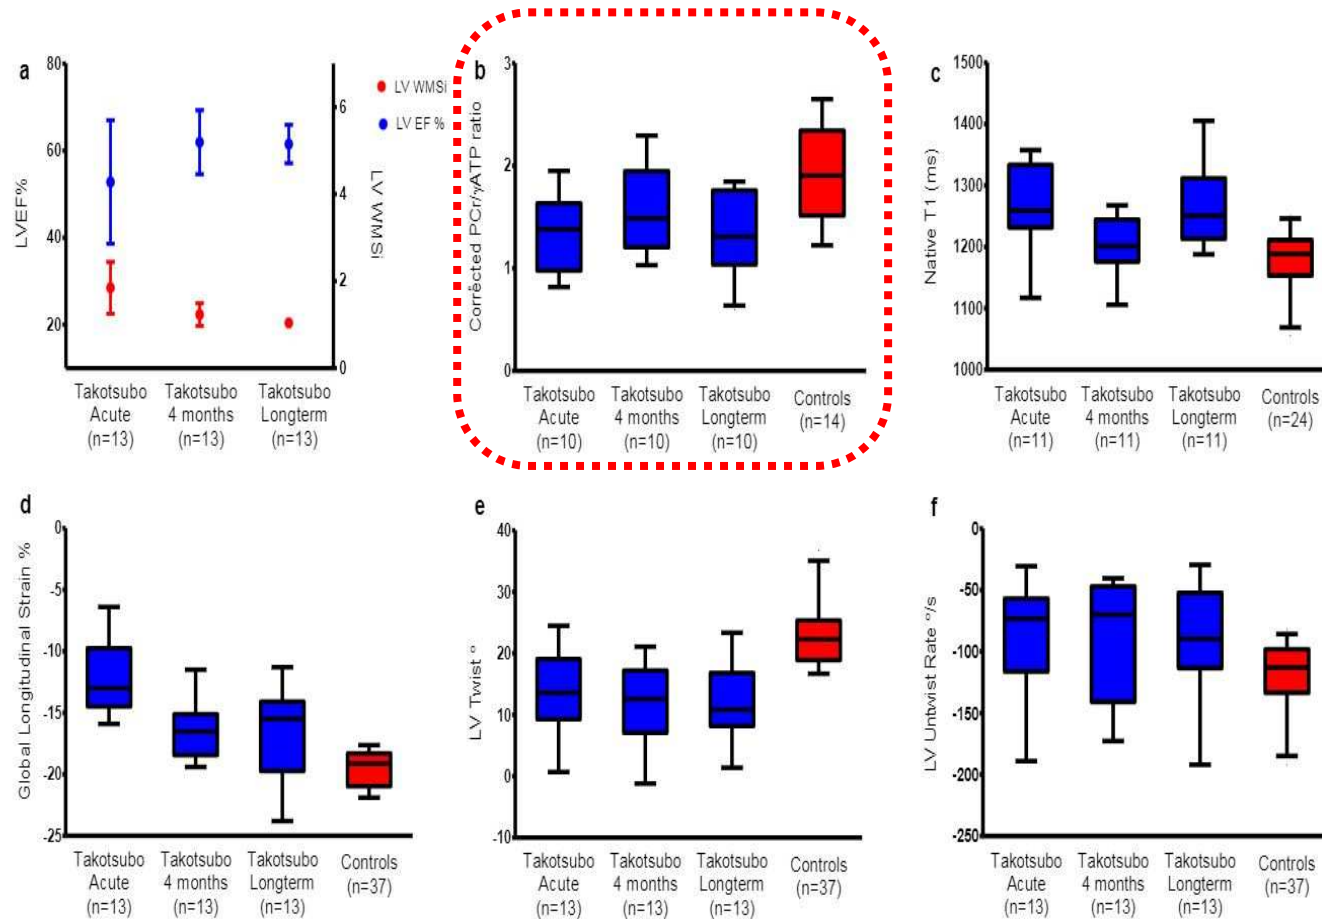 a
80
60
40
20
LVEF%
6
4
2
0
LV WMSi
LV WMSi
LV EF %
Takotsubo
Acute
(n=13)
Takotsubo
4 months
(n=13)
Takotsubo
Longterm
(n=13)
b
3
2
1
0
Corrected PCr/γATP ratio
Takotsubo
Acute
(n=10)
Takotsubo
4 months
(n=10)
Takotsubo
Longterm
(n=10)
Controls
(n=14)
c
1500
1400
1300
1200
1100
1000
Native T1 (ms)
Takotsubo
Acute
(n=11)
Takotsubo
4 months
(n=11)
Takotsubo
Longterm
(n=11)
Controls
(n=24)
d
0
-5
-10
-15
-20
-25
Global Longitudinal Strain %
Takotsubo
Acute
(n=13)
Takotsubo
4 months
(n=13)
Takotsubo
Longterm
(n=13)
Controls
(n=37)
e
40
30
20
10
0
-10
LV Twist º
Takotsubo
Acute
(n=13)
Takotsubo
4 months
(n=13)
Takotsubo
Longterm
(n=13)
Controls
(n=37)
f
0
-50
-100
-150
-200
-250
LV Untwist Rate º/s
Takotsubo
Acute
(n=13)
Takotsubo
4 months
(n=13)
Takotsubo
Longterm
(n=13)
Controls
(n=37)